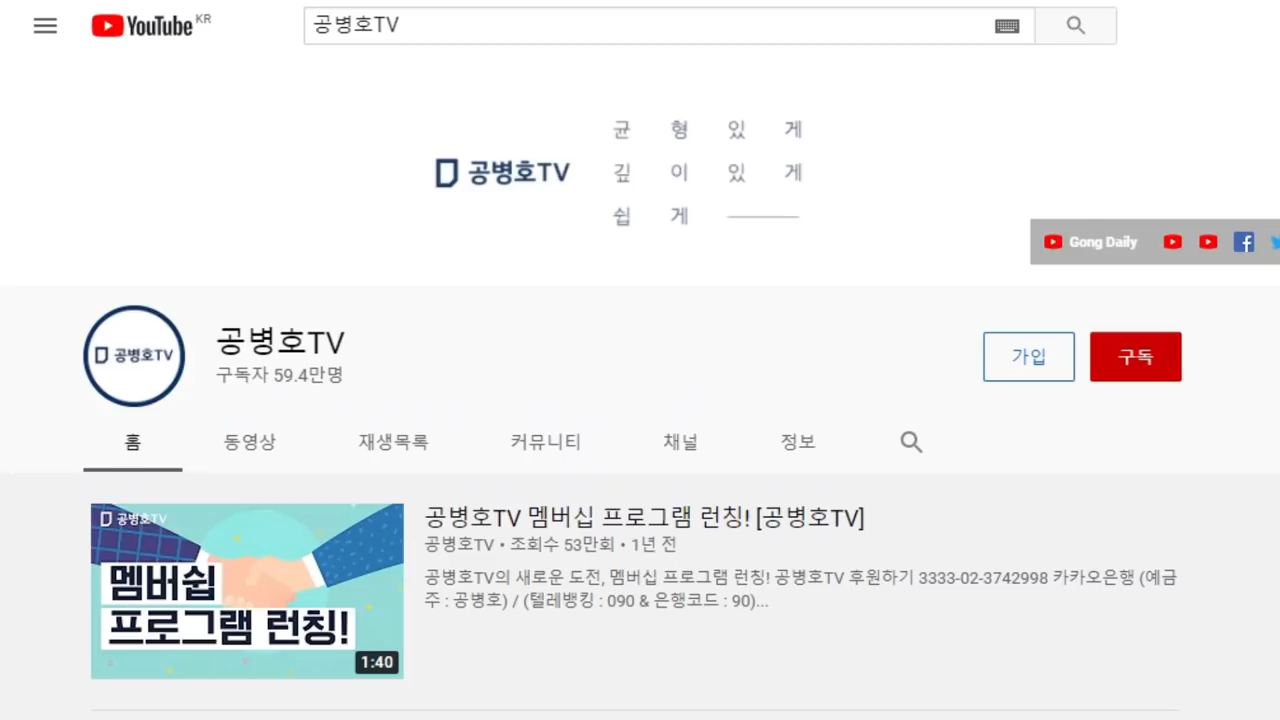 YouTube KR
공병호TV
균형있게
공병호TV 깊이있게
쉽게
Gong Daily
공병호TV
공병호TV
구독자 59.4만명
가입
구독
홈 동영상 재생목록 커뮤니티 채널 정보
공병호TV
멤버쉽
프로그램 런칭!
1:40
공병호TV 멤버십 프로그램 런칭! [공병호TV]
공병호TV • 조회수 53만회 • 1년 전
공병호TV의 새로운 도전, 멤버십 프로그램 런칭! 공병호TV 후원하기 3333-02-3742998 카카오은행 (예금
주 : 공병호) / (텔레뱅킹 : 090 & 은행코드 : 90)...